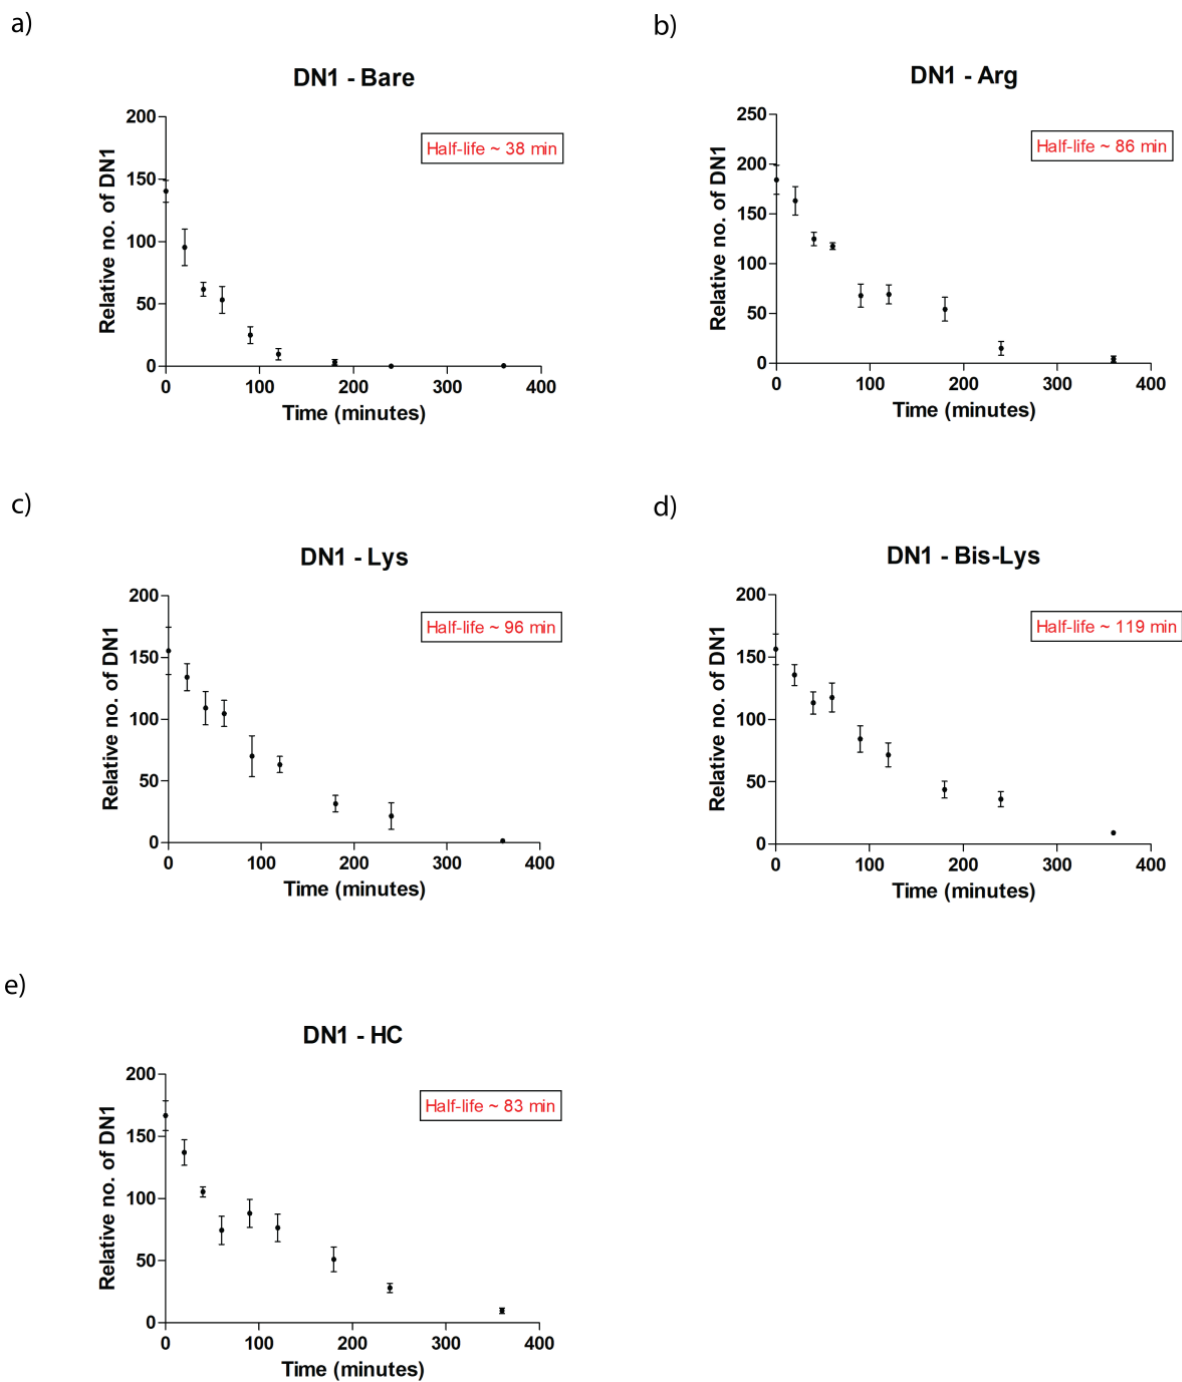 a)
DN1 - Bare
Half-life ~ 38 min
Relative no. of DN1
200
150
100
50
0
0 100 200 300 400
Time (minutes)
b)
DN1 - Arg
Half-life ~ 86 min
Relative no. of DN1
250
200
150
100
50
0
0 100 200 300 400
Time (minutes)
c)
DN1 - Lys
Half-life ~ 96 min
Relative no. of DN1
200
150
100
50
0
0 100 200 300 400
Time (minutes)
d)
DN1 - Bis-Lys
Half-life ~ 119 min
Relative no. of DN1
200
150
100
50
0
0 100 200 300 400
Time (minutes)
e)
DN1 - HC
Half-life ~ 83 min
Relative no. of DN1
200
150
100
50
0
0 100 200 300 400
Time (minutes)